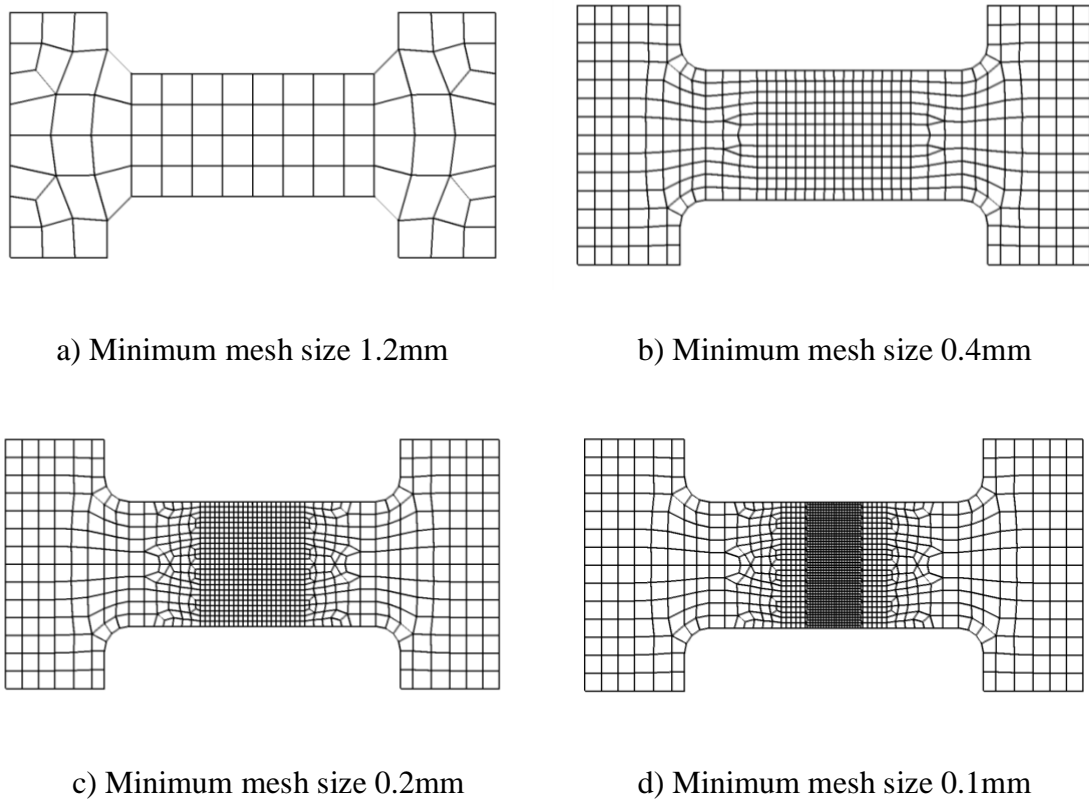 a) Minimum mesh size 1.2mm
b) Minimum mesh size 0.4mm
c) Minimum mesh size 0.2mm
d) Minimum mesh size 0.1mm